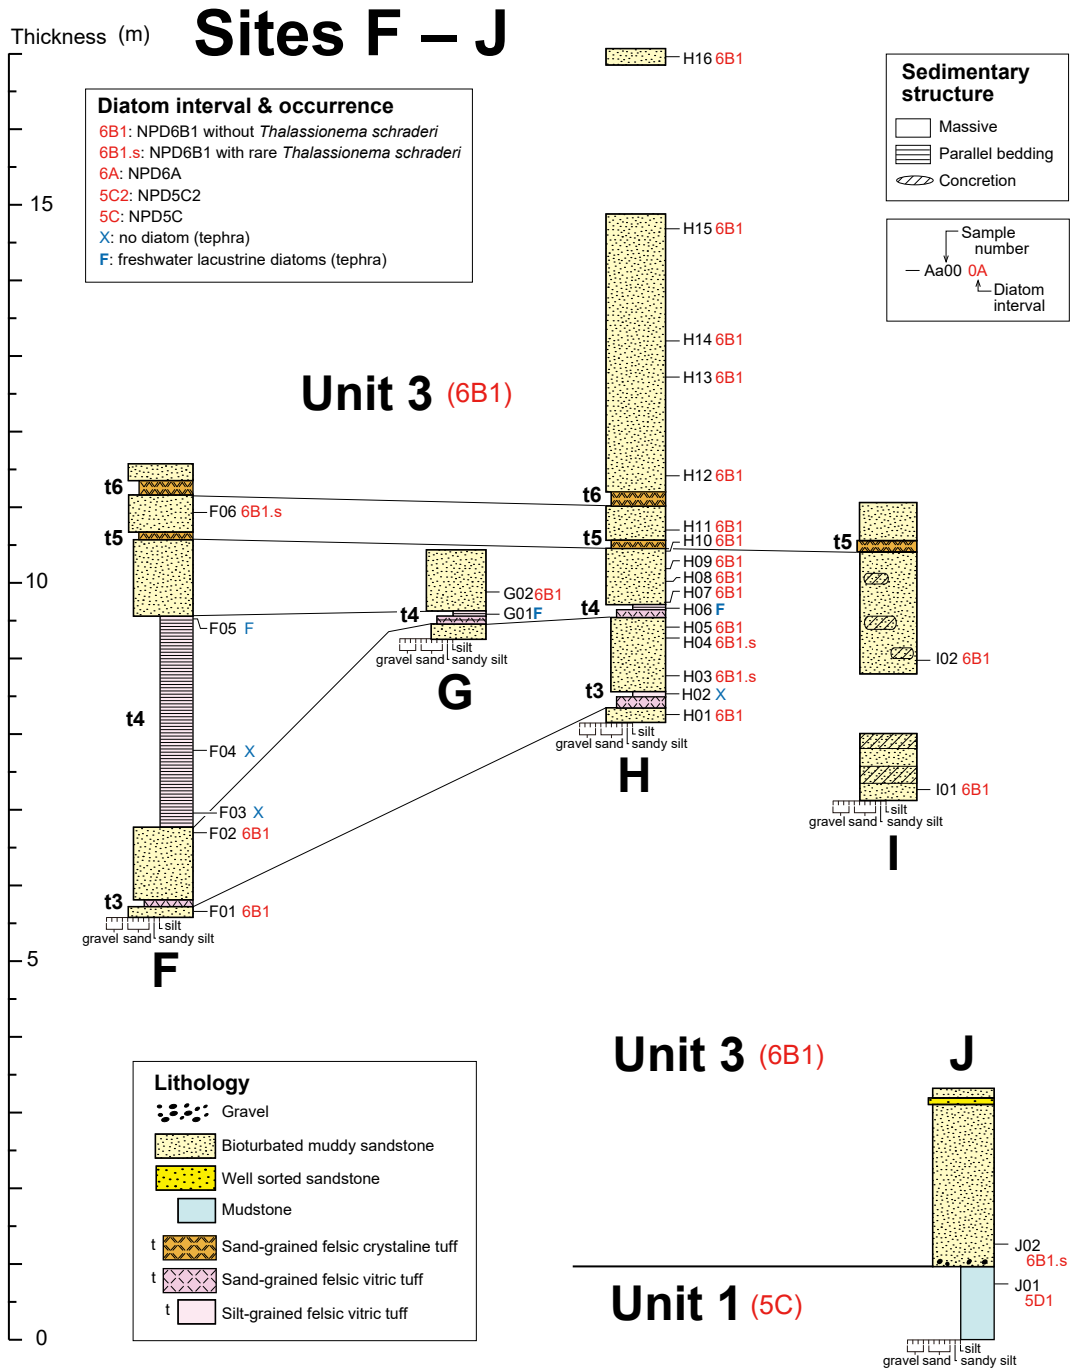 Thickness (m)
Sites F – J
Diatom interval & occurrence
6B1: NPD6B1 without Thalassionema schraderi
6B1.s: NPD6B1 with rare Thalassionema schraderi
6A: NPD6A
5C2: NPD5C2
5C: NPD5C
X: no diatom (tephra)
F: freshwater lacustrine diatoms (tephra)
Sedimentary
structure
Massive
Parallel bedding
Concretion
Sample
number
Aa00 0A
Diatom
interval
15
10
5
0
Unit 3 (6B1)
t6
F06 6B1.s
t5
F05 F
t4
F04 X
F03 X
F02 6B1
t3
F01 6B1
silt
gravel sand sandy silt
F
G02 6B1
t4
G01 F
silt
gravel sand sandy silt
G
H16 6B1
H15 6B1
H14 6B1
H13 6B1
H12 6B1
t6
H11 6B1
t5
H10 6B1
H09 6B1
H08 6B1
H07 6B1
t4
H06 F
H05 6B1
H04 6B1.s
H03 6B1.s
t3
H02 X
H01 6B1
silt
gravel sand sandy silt
H
t5
I02 6B1
I01 6B1
silt
gravel sand sandy silt
I
Lithology
Gravel
Bioturbated muddy sandstone
Well sorted sandstone
Mudstone
t Sand-grained felsic crystaline tuff
t Sand-grained felsic vitric tuff
t Silt-grained felsic vitric tuff
Unit 3 (6B1)
J
J02
6B1.s
J01
5D1
Unit 1 (5C)
silt
gravel sand sandy silt